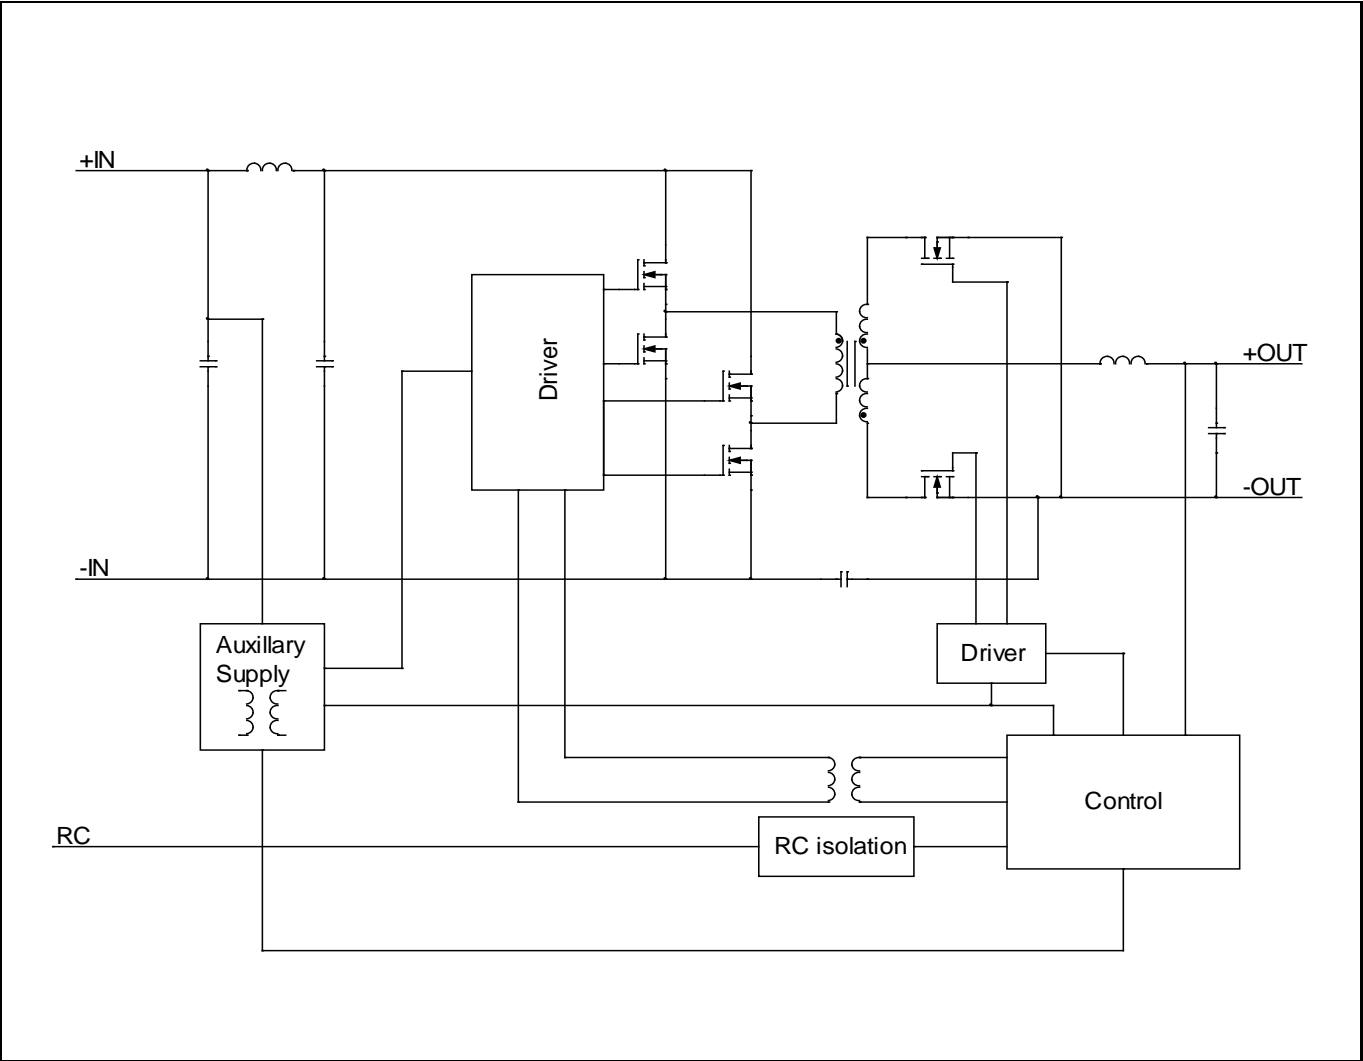 +IN
Driver
+OUT
-OUT
-IN
Auxillary
Supply
Driver
Control
RC
RC isolation